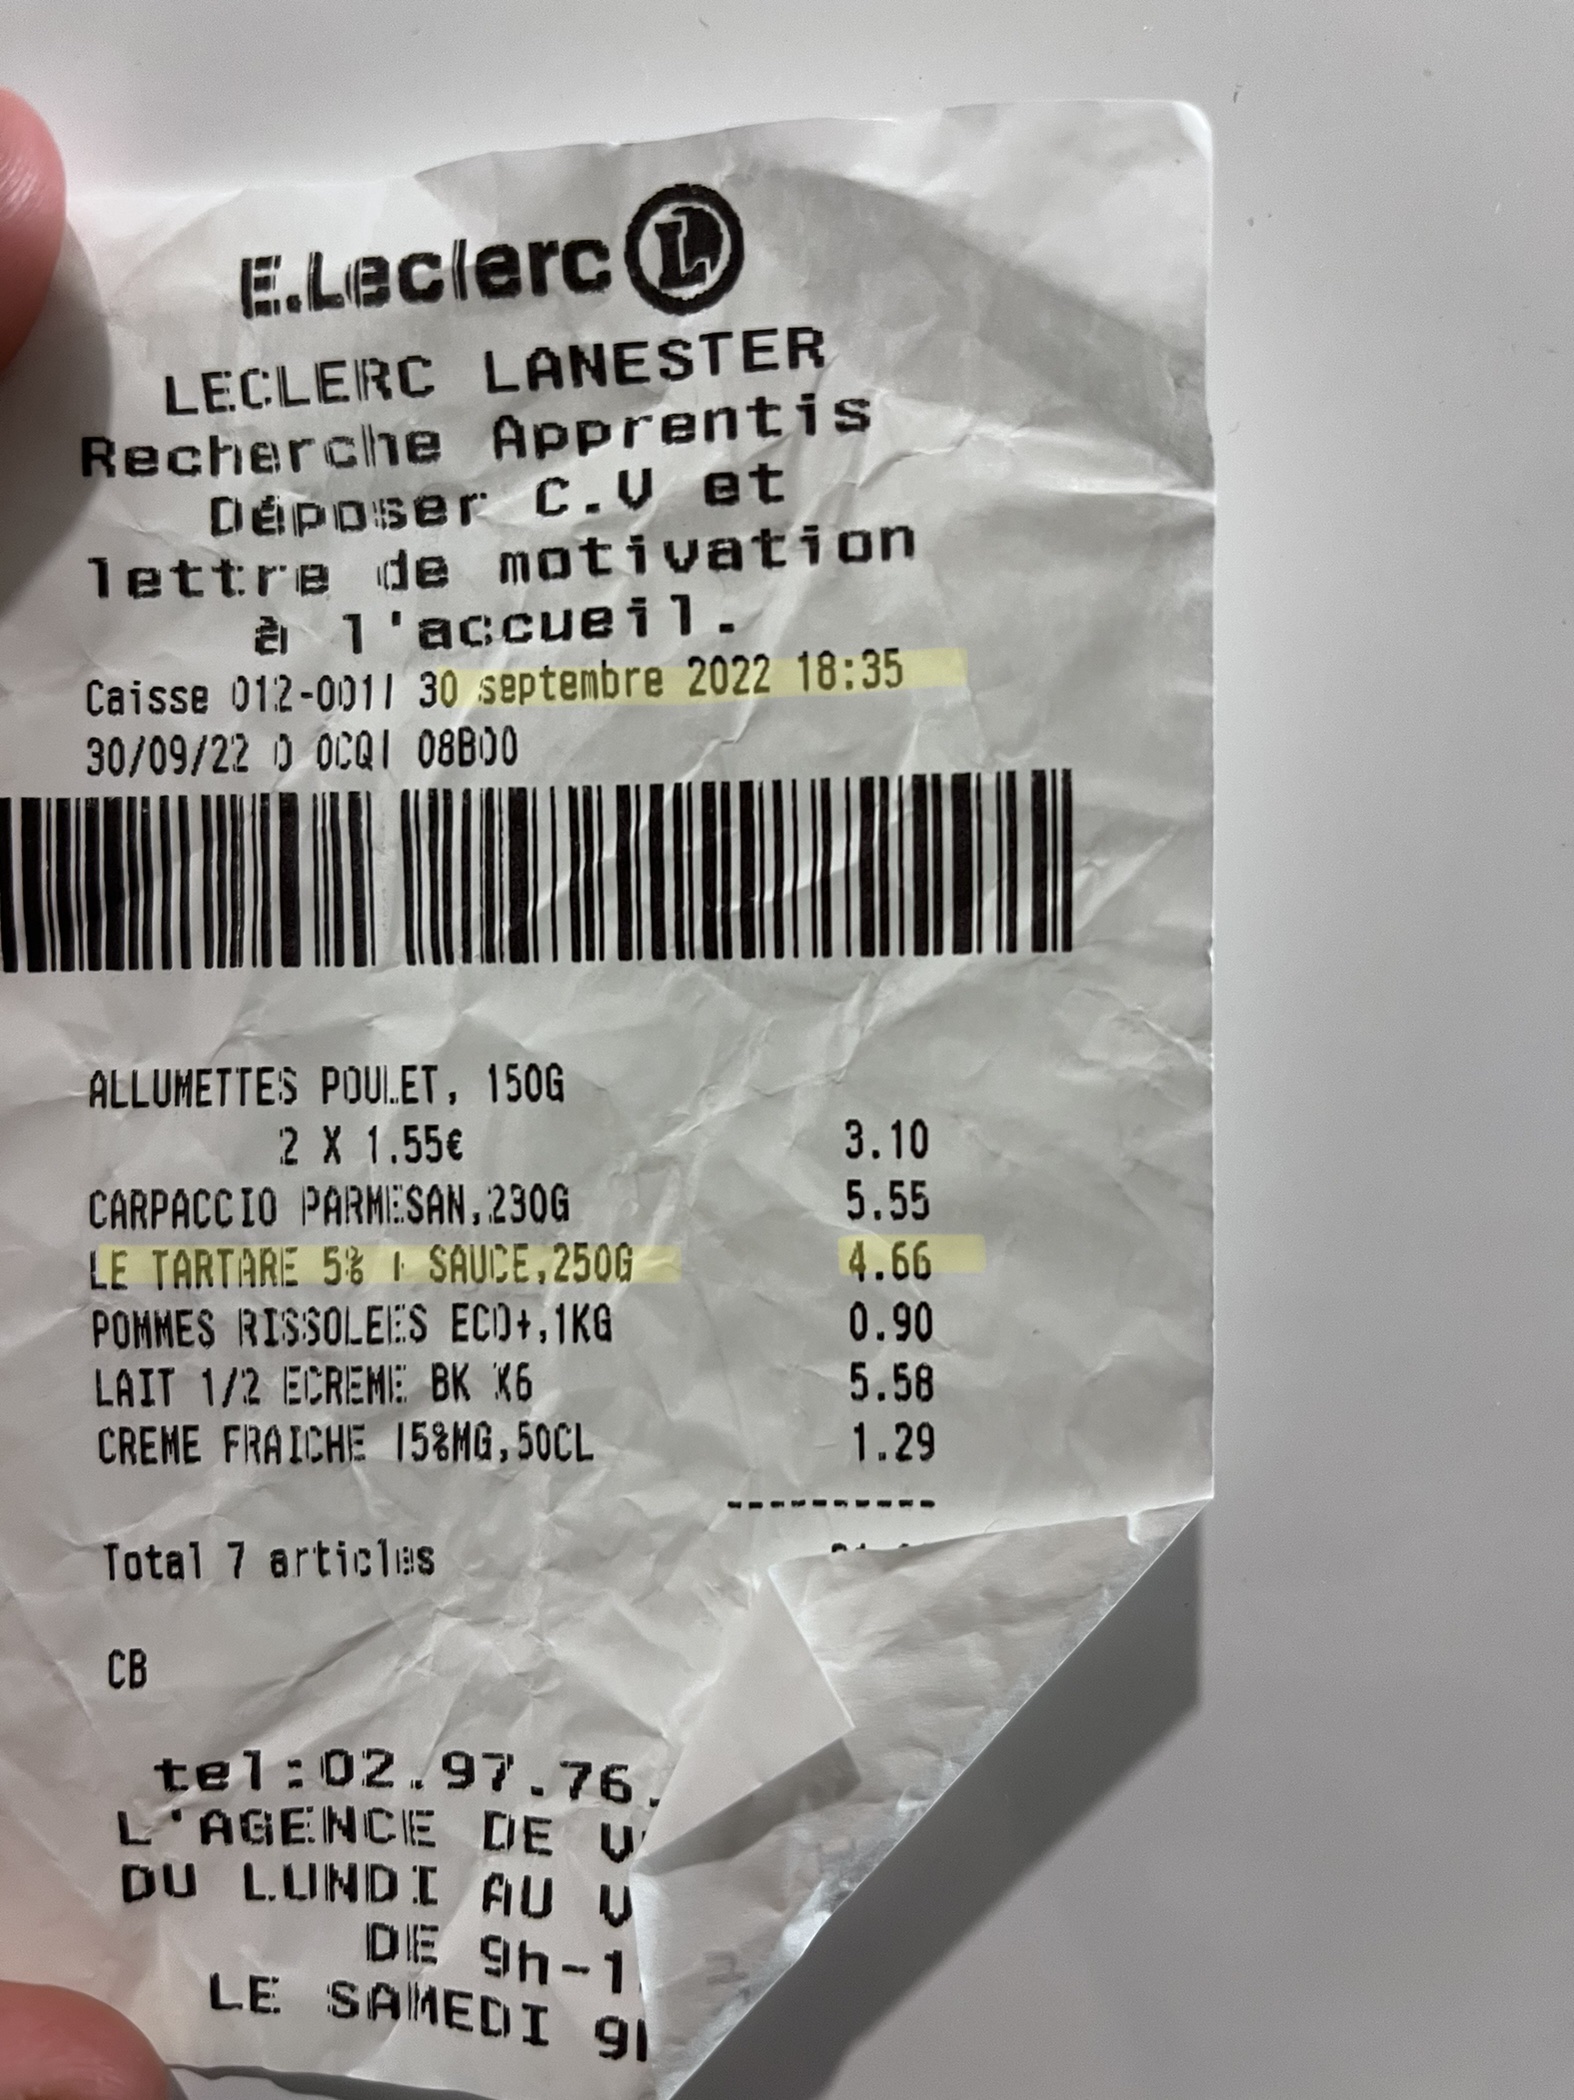 E.Leclerc L
LECLERC LANESTER
Recherche Apprentis
Déposer C.V et
lettre de motivation
à l'accueil.
Caisse 012-0011 30 septembre 2022 18:35
30/09/22 0 0CQ1 08B00
ALLUMETTES POULET, 150G
2 X 1.55€ 3.10
CARPACCIO PARMESAN,230G 5.55
LE TARTARE 5% + SAUCE,250G 4.66
POMMES RISSOLEES ECO+,1KG 0.90
LAIT 1/2 ECREME BK X6 5.58
CREME FRAICHE 15%MG,50CL 1.29
----------
Total 7 articles
CB
tel:02.97.76.
L'AGENCE DE
DU LUNDI AU
DE 9h-1
LE SAMEDI